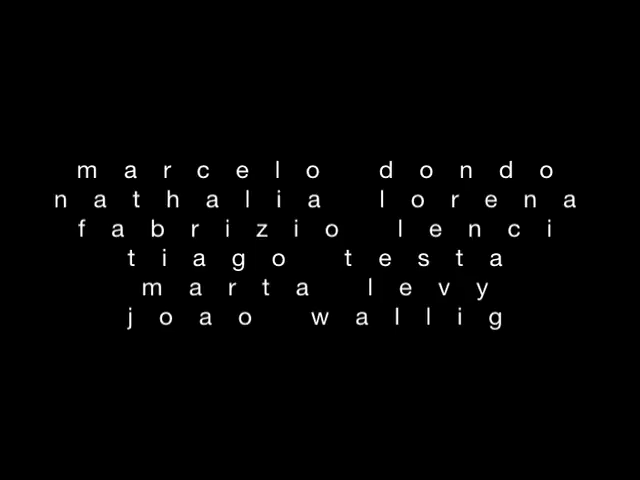 marcelo dondo
nathalia lorena
fabrizio lenci
tiago testa
marta levy
joao wallig